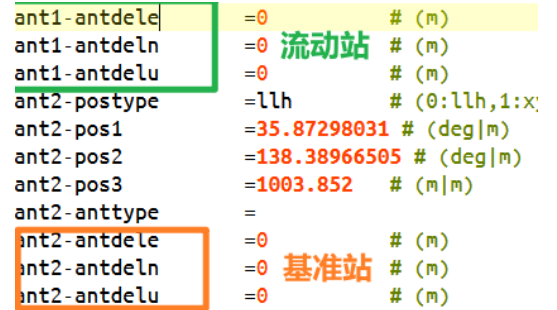 ant1-antdele =0 # (m)
ant1-antdeln =0 # (m)
流动站
ant1-antdelu =0 # (m)
ant2-postype =llh # (0:llh,1:xy
ant2-pos1 =35.87298031 # (deg|m)
ant2-pos2 =138.38966505 # (deg|m)
ant2-pos3 =1003.852 # (m|m)
ant2-anttype =
ant2-antdele =0 # (m)
ant2-antdeln =0 # (m)
基准站
ant2-antdelu =0 # (m)